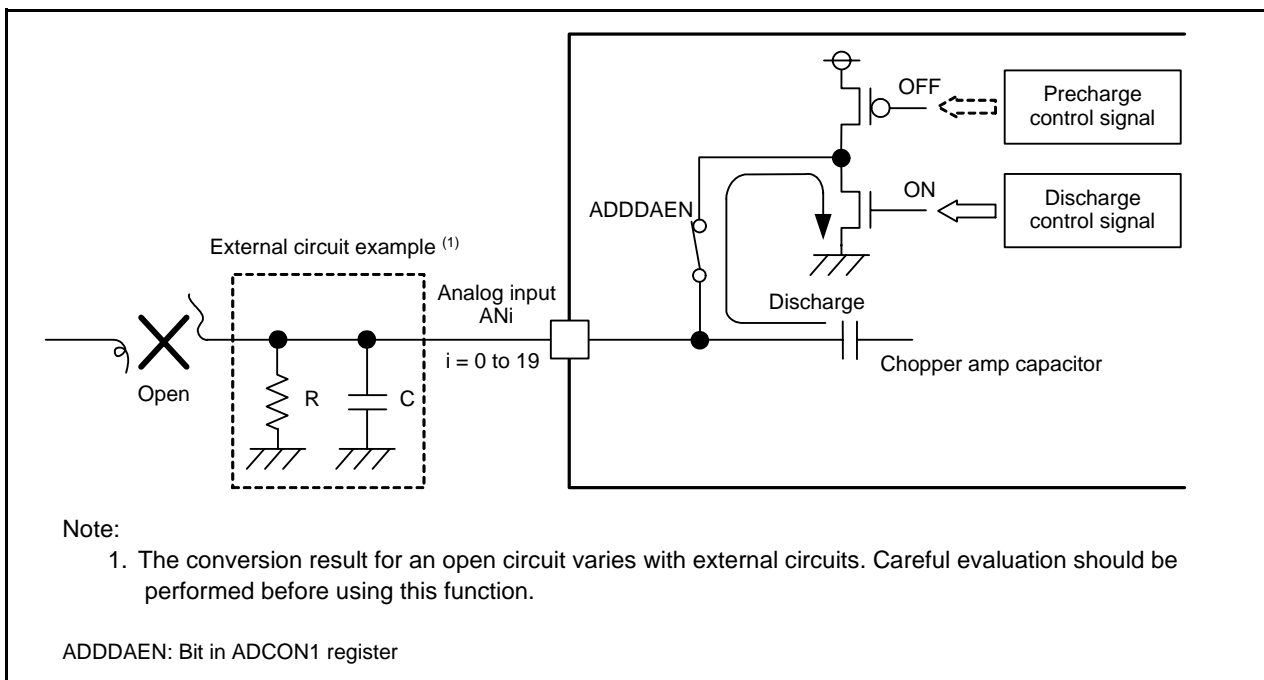 OFF
Precharge
control signal
ON
Discharge
control signal
ADDDAEN
External circuit example (1)
Analog input
ANi
Discharge
i = 0 to 19
Chopper amp capacitor
Open
R
C
Note:
1. The conversion result for an open circuit varies with external circuits. Careful evaluation should be
performed before using this function.
ADDDAEN: Bit in ADCON1 register